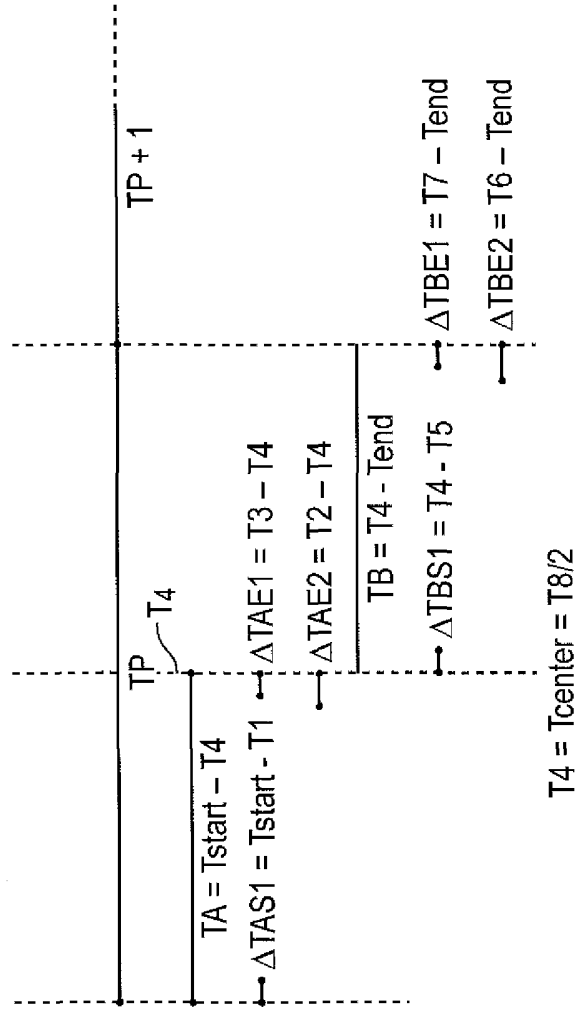 TP
TP + 1
T4
TA = Tstart – T4
ΔTAS1 = Tstart - T1
ΔTAE1 = T3 – T4
ΔTAE2 = T2 – T4
TB = T4 - Tend
ΔTBS1 = T4 - T5
ΔTBE1 = T7 – Tend
ΔTBE2 = T6 – Tend
T4 = Tcenter = T8/2